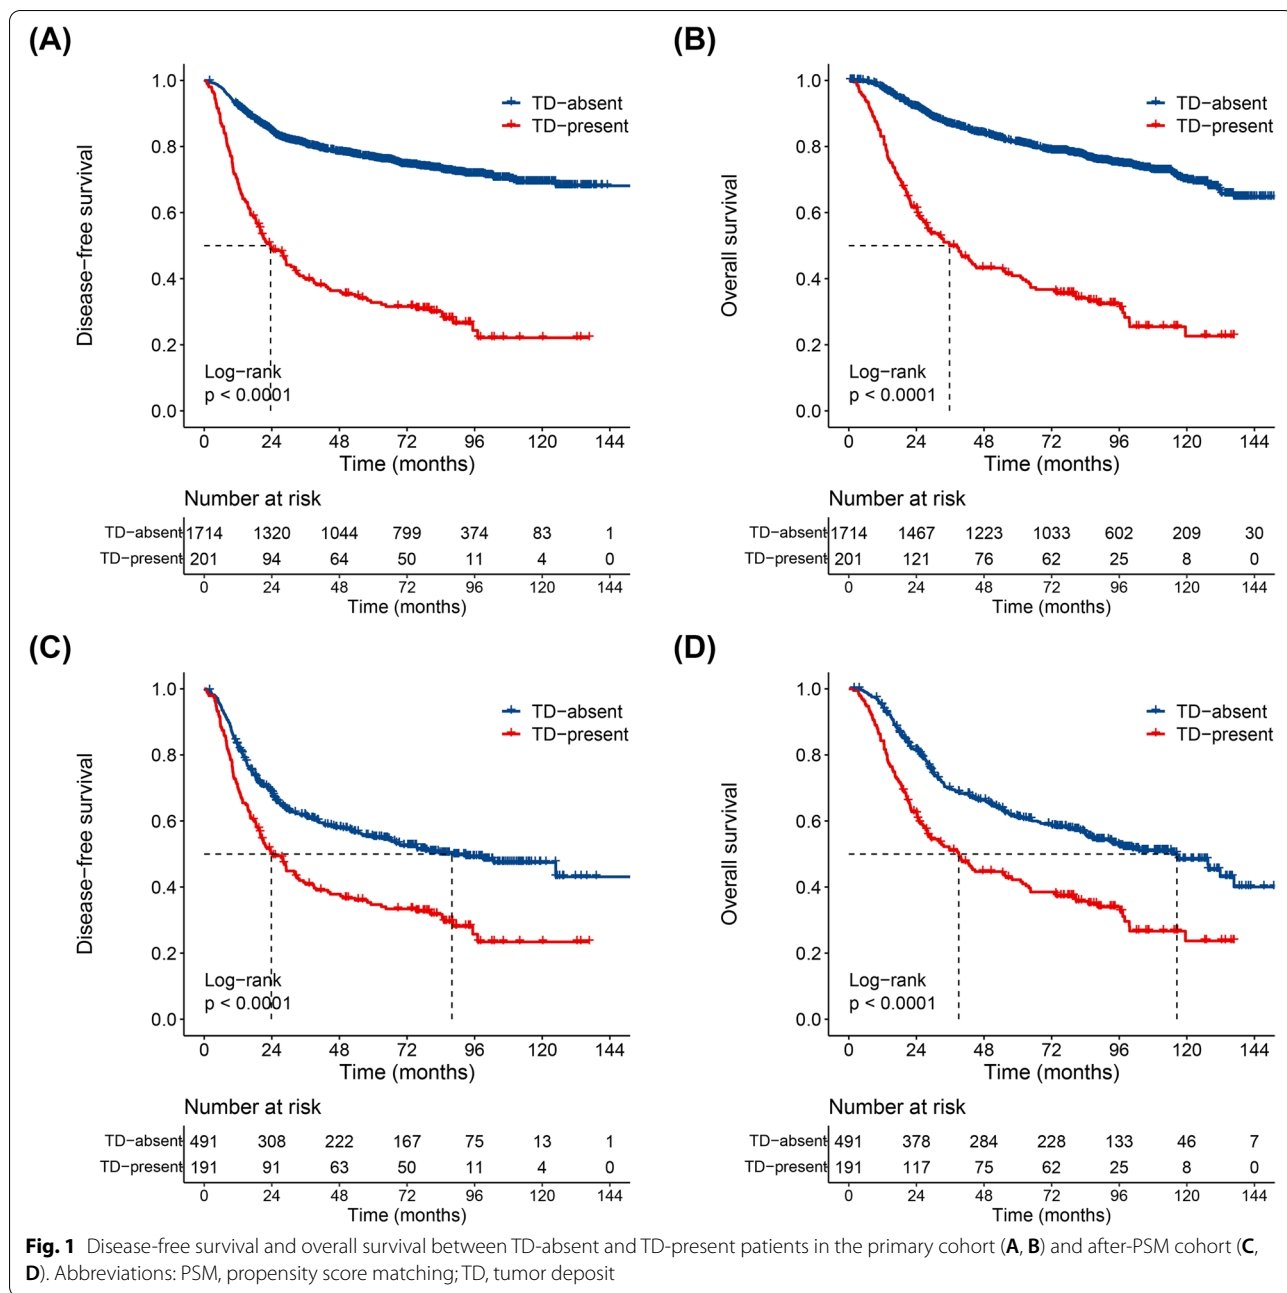 (A)
Disease-free survival
1.0
0.8
0.6
0.4
0.2
0.0
TD-absent
TD-present
Log-rank
p < 0.0001
0 24 48 72 96 120 144
Time (months)
Number at risk
TD-absent 1714 1320 1044 799 374 83 1
TD-present 201 94 64 50 11 4 0
0 24 48 72 96 120 144
Time (months)
(B)
Overall survival
1.0
0.8
0.6
0.4
0.2
0.0
TD-absent
TD-present
Log-rank
p < 0.0001
0 24 48 72 96 120 144
Time (months)
Number at risk
TD-absent 1714 1467 1223 1033 602 209 30
TD-present 201 121 76 62 25 8 0
0 24 48 72 96 120 144
Time (months)
(C)
Disease-free survival
1.0
0.8
0.6
0.4
0.2
0.0
TD-absent
TD-present
Log-rank
p < 0.0001
0 24 48 72 96 120 144
Time (months)
Number at risk
TD-absent 491 308 222 167 75 13 1
TD-present 191 91 63 50 11 4 0
0 24 48 72 96 120 144
Time (months)
(D)
Overall survival
1.0
0.8
0.6
0.4
0.2
0.0
TD-absent
TD-present
Log-rank
p < 0.0001
0 24 48 72 96 120 144
Time (months)
Number at risk
TD-absent 491 378 284 228 133 46 7
TD-present 191 117 75 62 25 8 0
0 24 48 72 96 120 144
Time (months)
Fig. 1 Disease-free survival and overall survival between TD-absent and TD-present patients in the primary cohort (A, B) and after-PSM cohort (C,
D). Abbreviations: PSM, propensity score matching; TD, tumor deposit